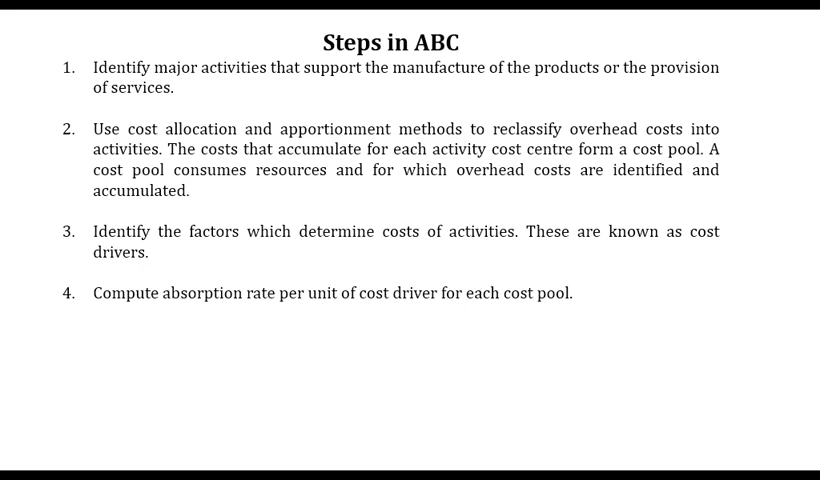 Steps in ABC
1. Identify major activities that support the manufacture of the products or the provision
of services.
2. Use cost allocation and apportionment methods to reclassify overhead costs into
activities. The costs that accumulate for each activity cost centre form a cost pool. A
cost pool consumes resources and for which overhead costs are identified and
accumulated.
3. Identify the factors which determine costs of activities. These are known as cost
drivers.
4. Compute absorption rate per unit of cost driver for each cost pool.